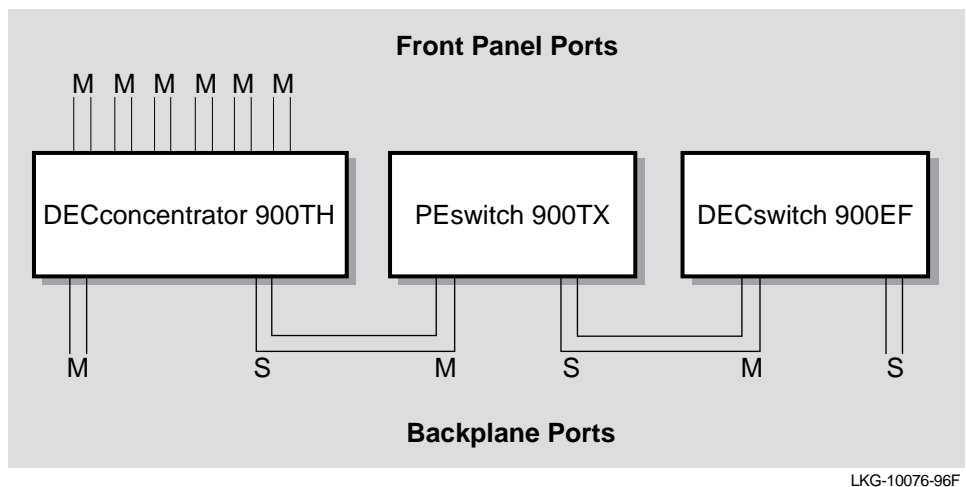 Front Panel Ports
M M M M M M
DECconcentrator 900TH PEswitch 900TX DECswitch 900EF
M S M S M S
Backplane Ports
LKG-10076-96F